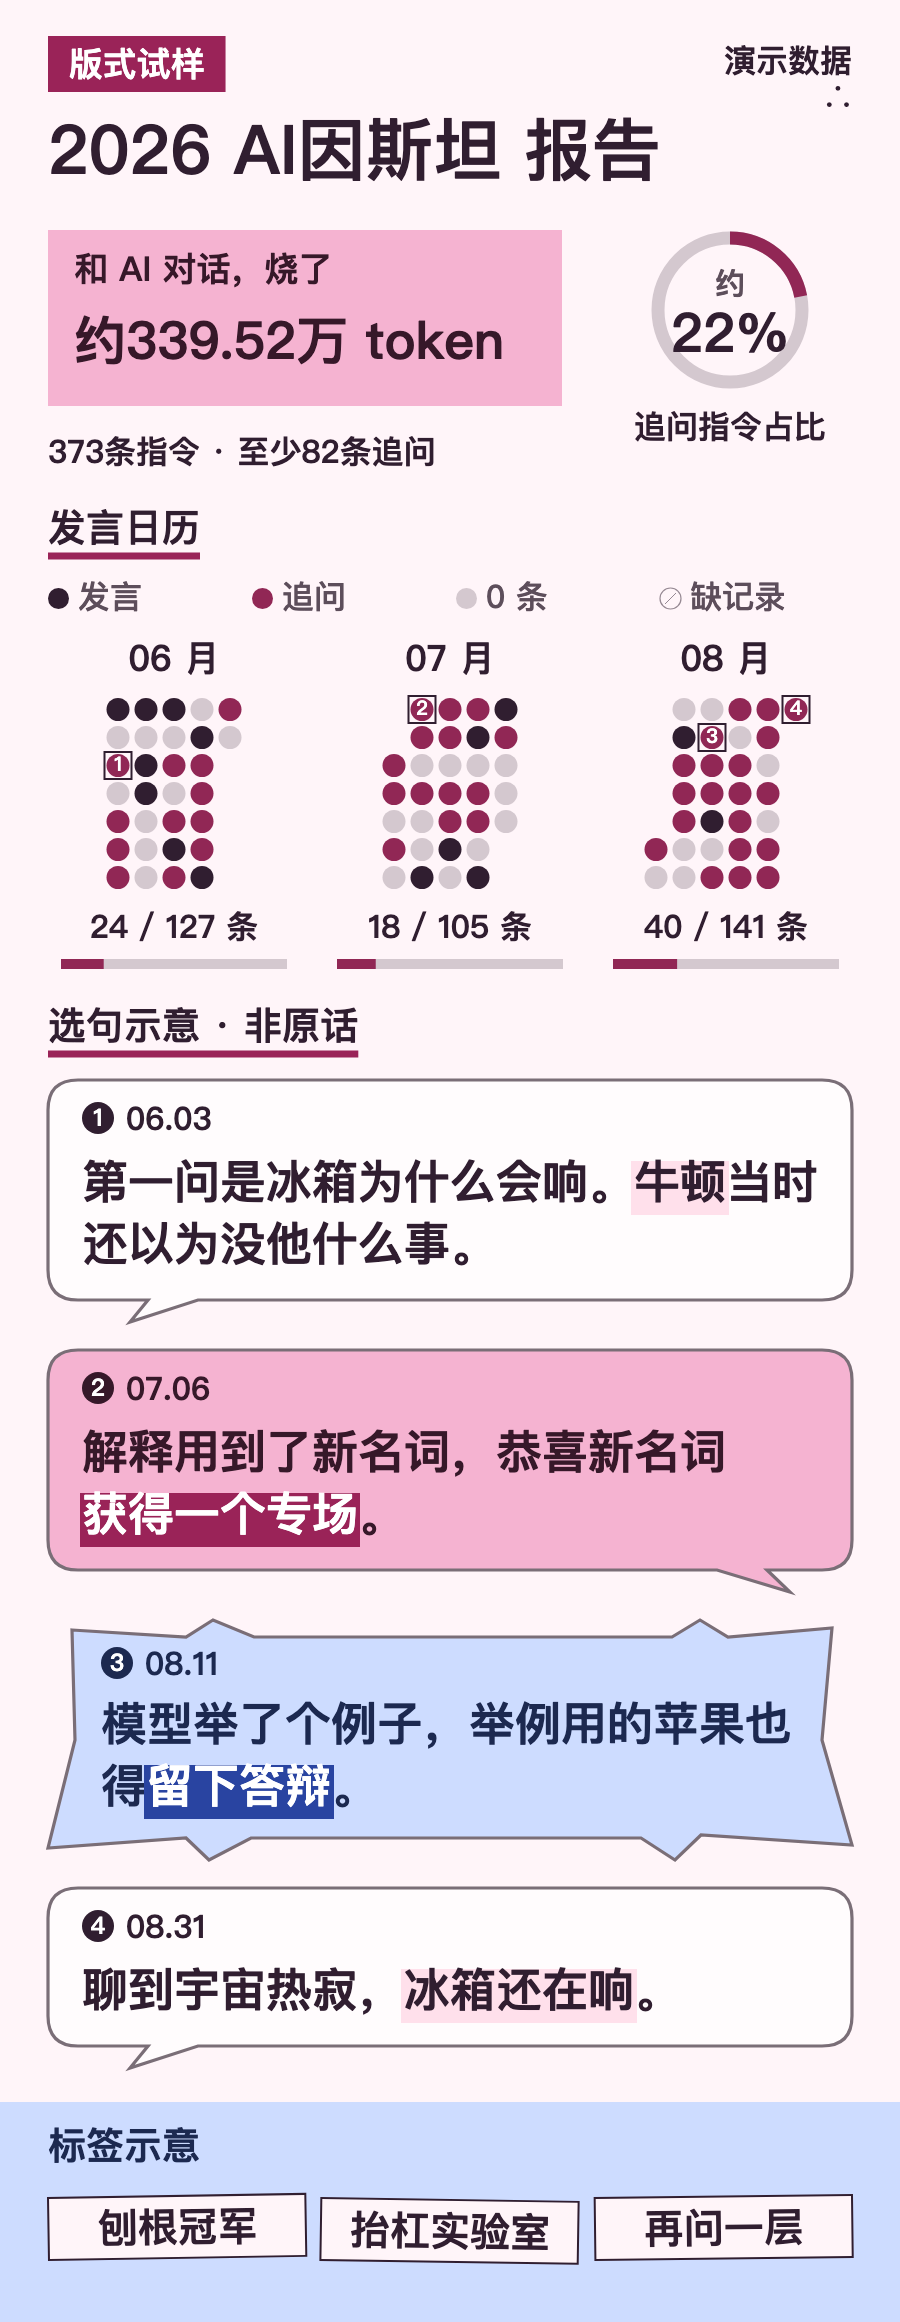 版式试样
演示数据
2026 AI因斯坦 报告
和 AI 对话，烧了
约339.52万 token
约
22%
追问指令占比
373条指令 · 至少82条追问
发言日历
发言 追问 0 条 缺记录
06 月 07 月 08 月
2
4
3
1
24 / 127 条 18 / 105 条 40 / 141 条
选句示意 · 非原话
1 06.03
第一问是冰箱为什么会响。牛顿当时
还以为没他什么事。
2 07.06
解释用到了新名词，恭喜新名词
获得一个专场。
3 08.11
模型举了个例子，举例用的苹果也
得留下答辩。
4 08.31
聊到宇宙热寂，冰箱还在响。
标签示意
刨根冠军 抬杠实验室 再问一层